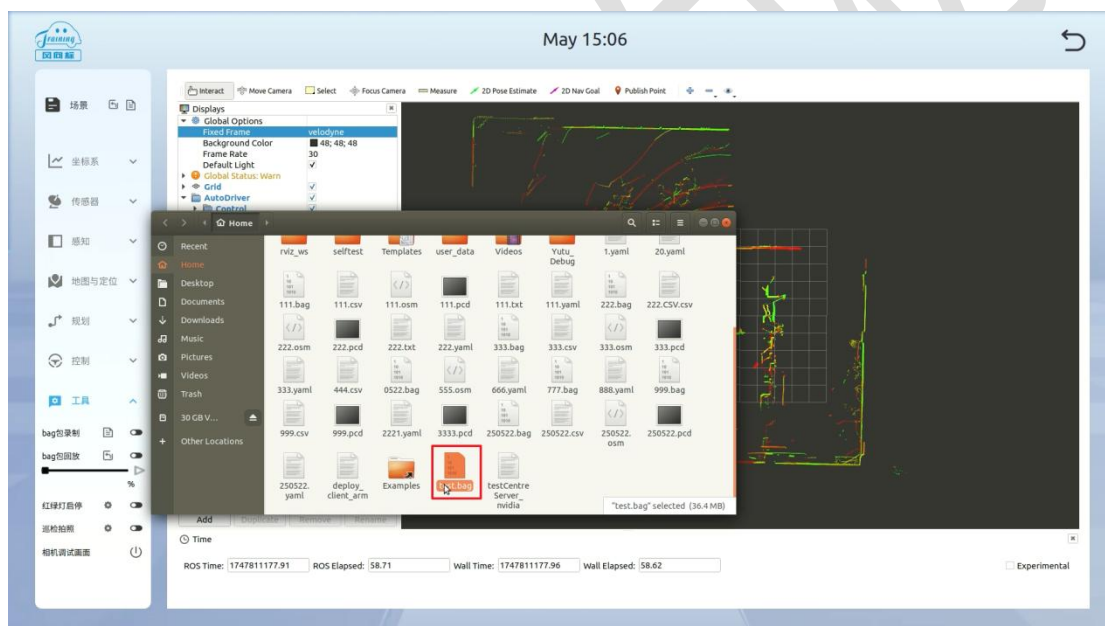 Training
May 15:06
场景
坐标系
传感器
感知
地图与定位
规划
控制
工具
bag包录制
bag包回放
%
红绿灯启停
巡检拍照
相机调试画面
Interact Move Camera Select Focus Camera Measure 2D Pose Estimate 2D Nav Goal Publish Point
Displays
Global Options
Fixed Frame velodyne
Background Color 48; 48; 48
Frame Rate 30
Default Light
Global Status: Warn
Grid
AutoDriver
Control
Home
Recent
Home
Desktop
Documents
Downloads
Music
Pictures
Videos
Trash
30 GB V...
Other Locations
rviz_ws selftest Templates user_data Videos Yutu_
Debug 1.yaml 20.yaml
111.bag 111.csv 111.osm 111.pcd 111.txt 111.yaml 222.bag 222.CSV.csv
222.osm 222.pcd 222.txt 222.yaml 333.bag 333.csv 333.osm 333.pcd
333.yaml 444.csv 0522.bag 555.osm 666.yaml 777.bag 888.yaml 999.bag
999.csv 999.pcd 2221.yaml 3333.pcd 250522.bag 250522.csv 250522.
osm 250522.pcd
250522.
yaml deploy_
client_arm Examples test.bag testCentre
Server_
nvidia
"test.bag" selected (36.4 MB)
Add Duplicate Remove Rename
Time
ROS Time: 1747811177.91 ROS Elapsed: 58.71 Wall Time: 1747811177.96 Wall Elapsed: 58.62 Experimental